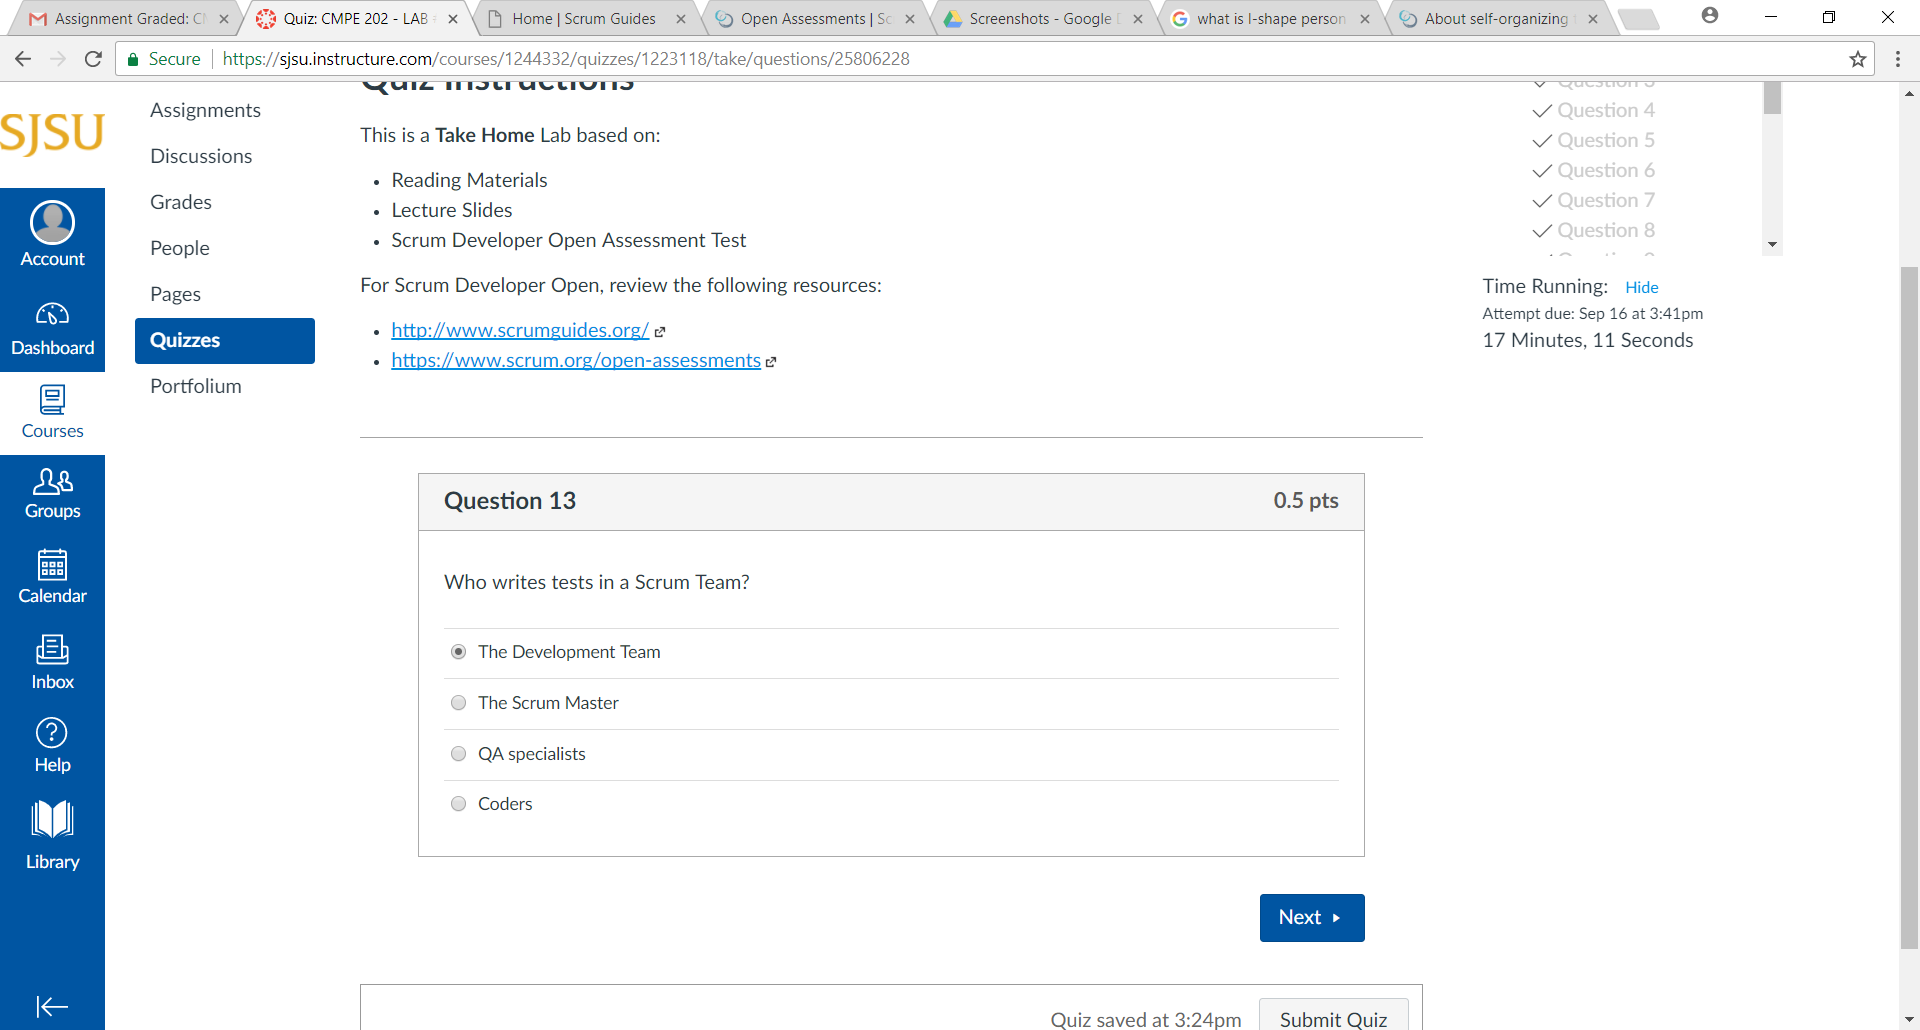 Assignment Graded: CM
Quiz: CMPE 202 - LAB
Home | Scrum Guides
Open Assessments | Sc
Screenshots - Google D
what is I-shape person
About self-organizing
Secure
https://sjsu.instructure.com/courses/1244332/quizzes/1223118/take/questions/25806228
SJSU
Account
Dashboard
Courses
Groups
Calendar
Inbox
Help
Library
Assignments
Discussions
Grades
People
Pages
Quizzes
Portfolium
Quiz Instructions
This is a Take Home Lab based on:
Reading Materials
Lecture Slides
Scrum Developer Open Assessment Test
For Scrum Developer Open, review the following resources:
http://www.scrumguides.org/
https://www.scrum.org/open-assessments
Question 3
Question 4
Question 5
Question 6
Question 7
Question 8
Time Running: Hide
Attempt due: Sep 16 at 3:41pm
17 Minutes, 11 Seconds
Question 13 0.5 pts
Who writes tests in a Scrum Team?
The Development Team
The Scrum Master
QA specialists
Coders
Next
Quiz saved at 3:24pm Submit Quiz